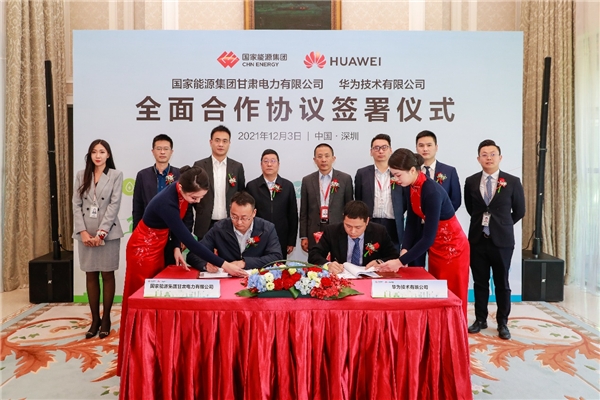 国家能源集团
CHN ENERGY
HUAWEI
国家能源集团甘肃电力有限公司 华为技术有限公司
全面合作协议签署仪式
2021年12月3日 | 中国·深圳
国家能源集团甘肃电力有限公司
华为技术有限公司